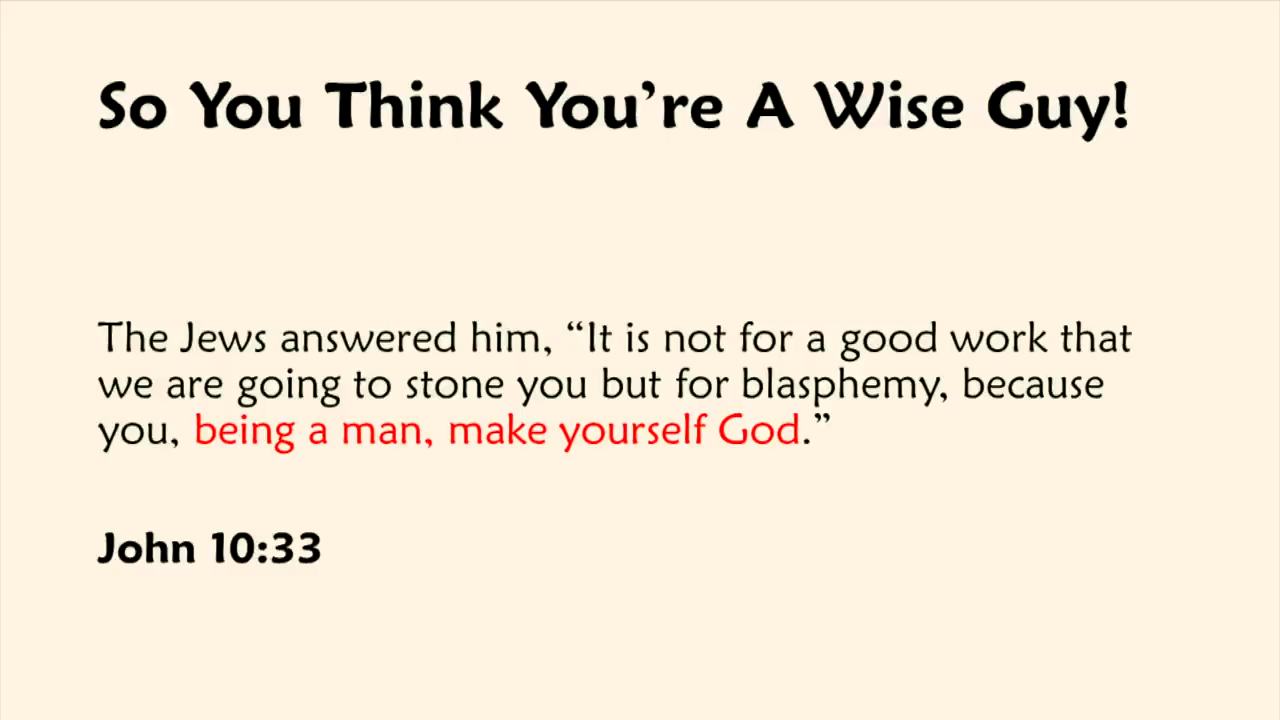 So You Think You’re A Wise Guy!
The Jews answered him, “It is not for a good work that
we are going to stone you but for blasphemy, because
you, being a man, make yourself God.”
John 10:33